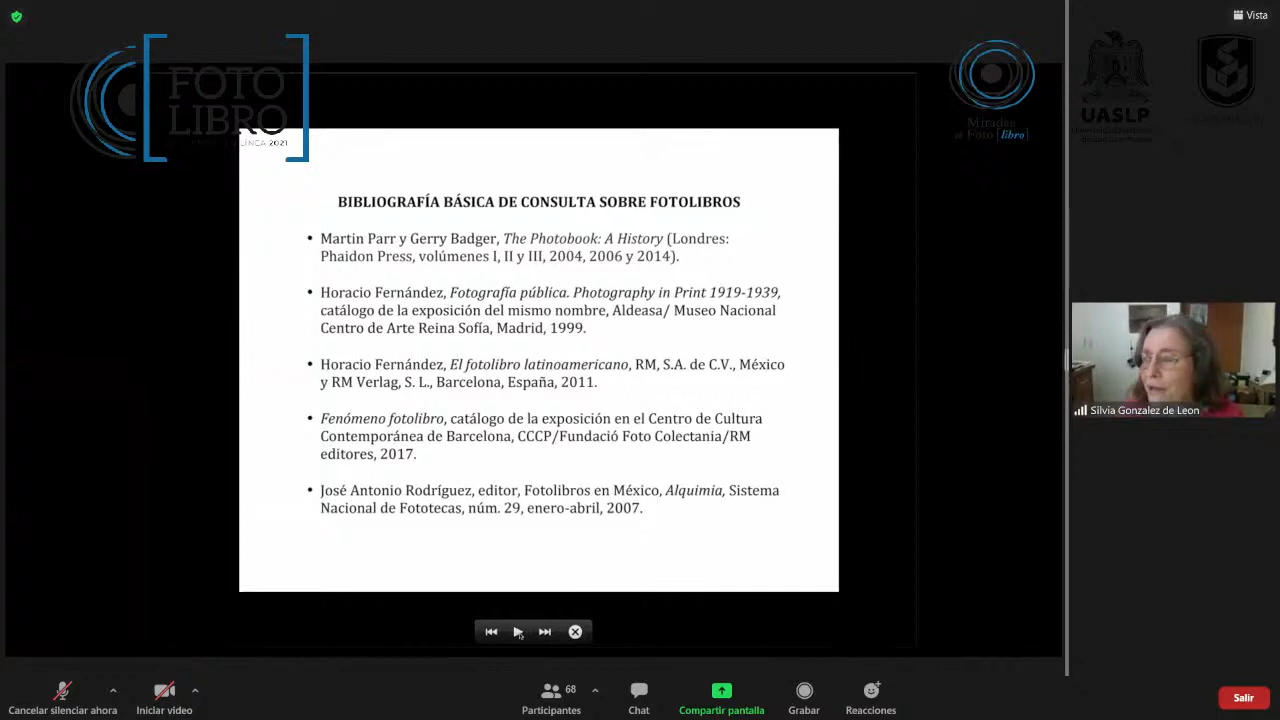 Vista
FOTO
LIBRO
LÍNEA 2021
Miradas
al Foto [libro]
UASLP
BIBLIOGRAFÍA BÁSICA DE CONSULTA SOBRE FOTOLIBROS
• Martin Parr y Gerry Badger, The Photobook: A History (Londres:
Phaidon Press, volúmenes I, II y III, 2004, 2006 y 2014).
• Horacio Fernández, Fotografía pública. Photography in Print 1919-1939,
catálogo de la exposición del mismo nombre, Aldeasa/ Museo Nacional
Centro de Arte Reina Sofía, Madrid, 1999.
• Horacio Fernández, El fotolibro latinoamericano, RM, S.A. de C.V., México
y RM Verlag, S. L., Barcelona, España, 2011.
• Fenómeno fotolibro, catálogo de la exposición en el Centro de Cultura
Contemporánea de Barcelona, CCCP/Fundació Foto Colectania/RM
editores, 2017.
• José Antonio Rodríguez, editor, Fotolibros en México, Alquimia, Sistema
Nacional de Fototecas, núm. 29, enero-abril, 2007.
Silvia Gonzalez de Leon
68
Cancelar silenciar ahora
Iniciar video
Participantes
Chat
Compartir pantalla
Grabar
Reacciones
Salir